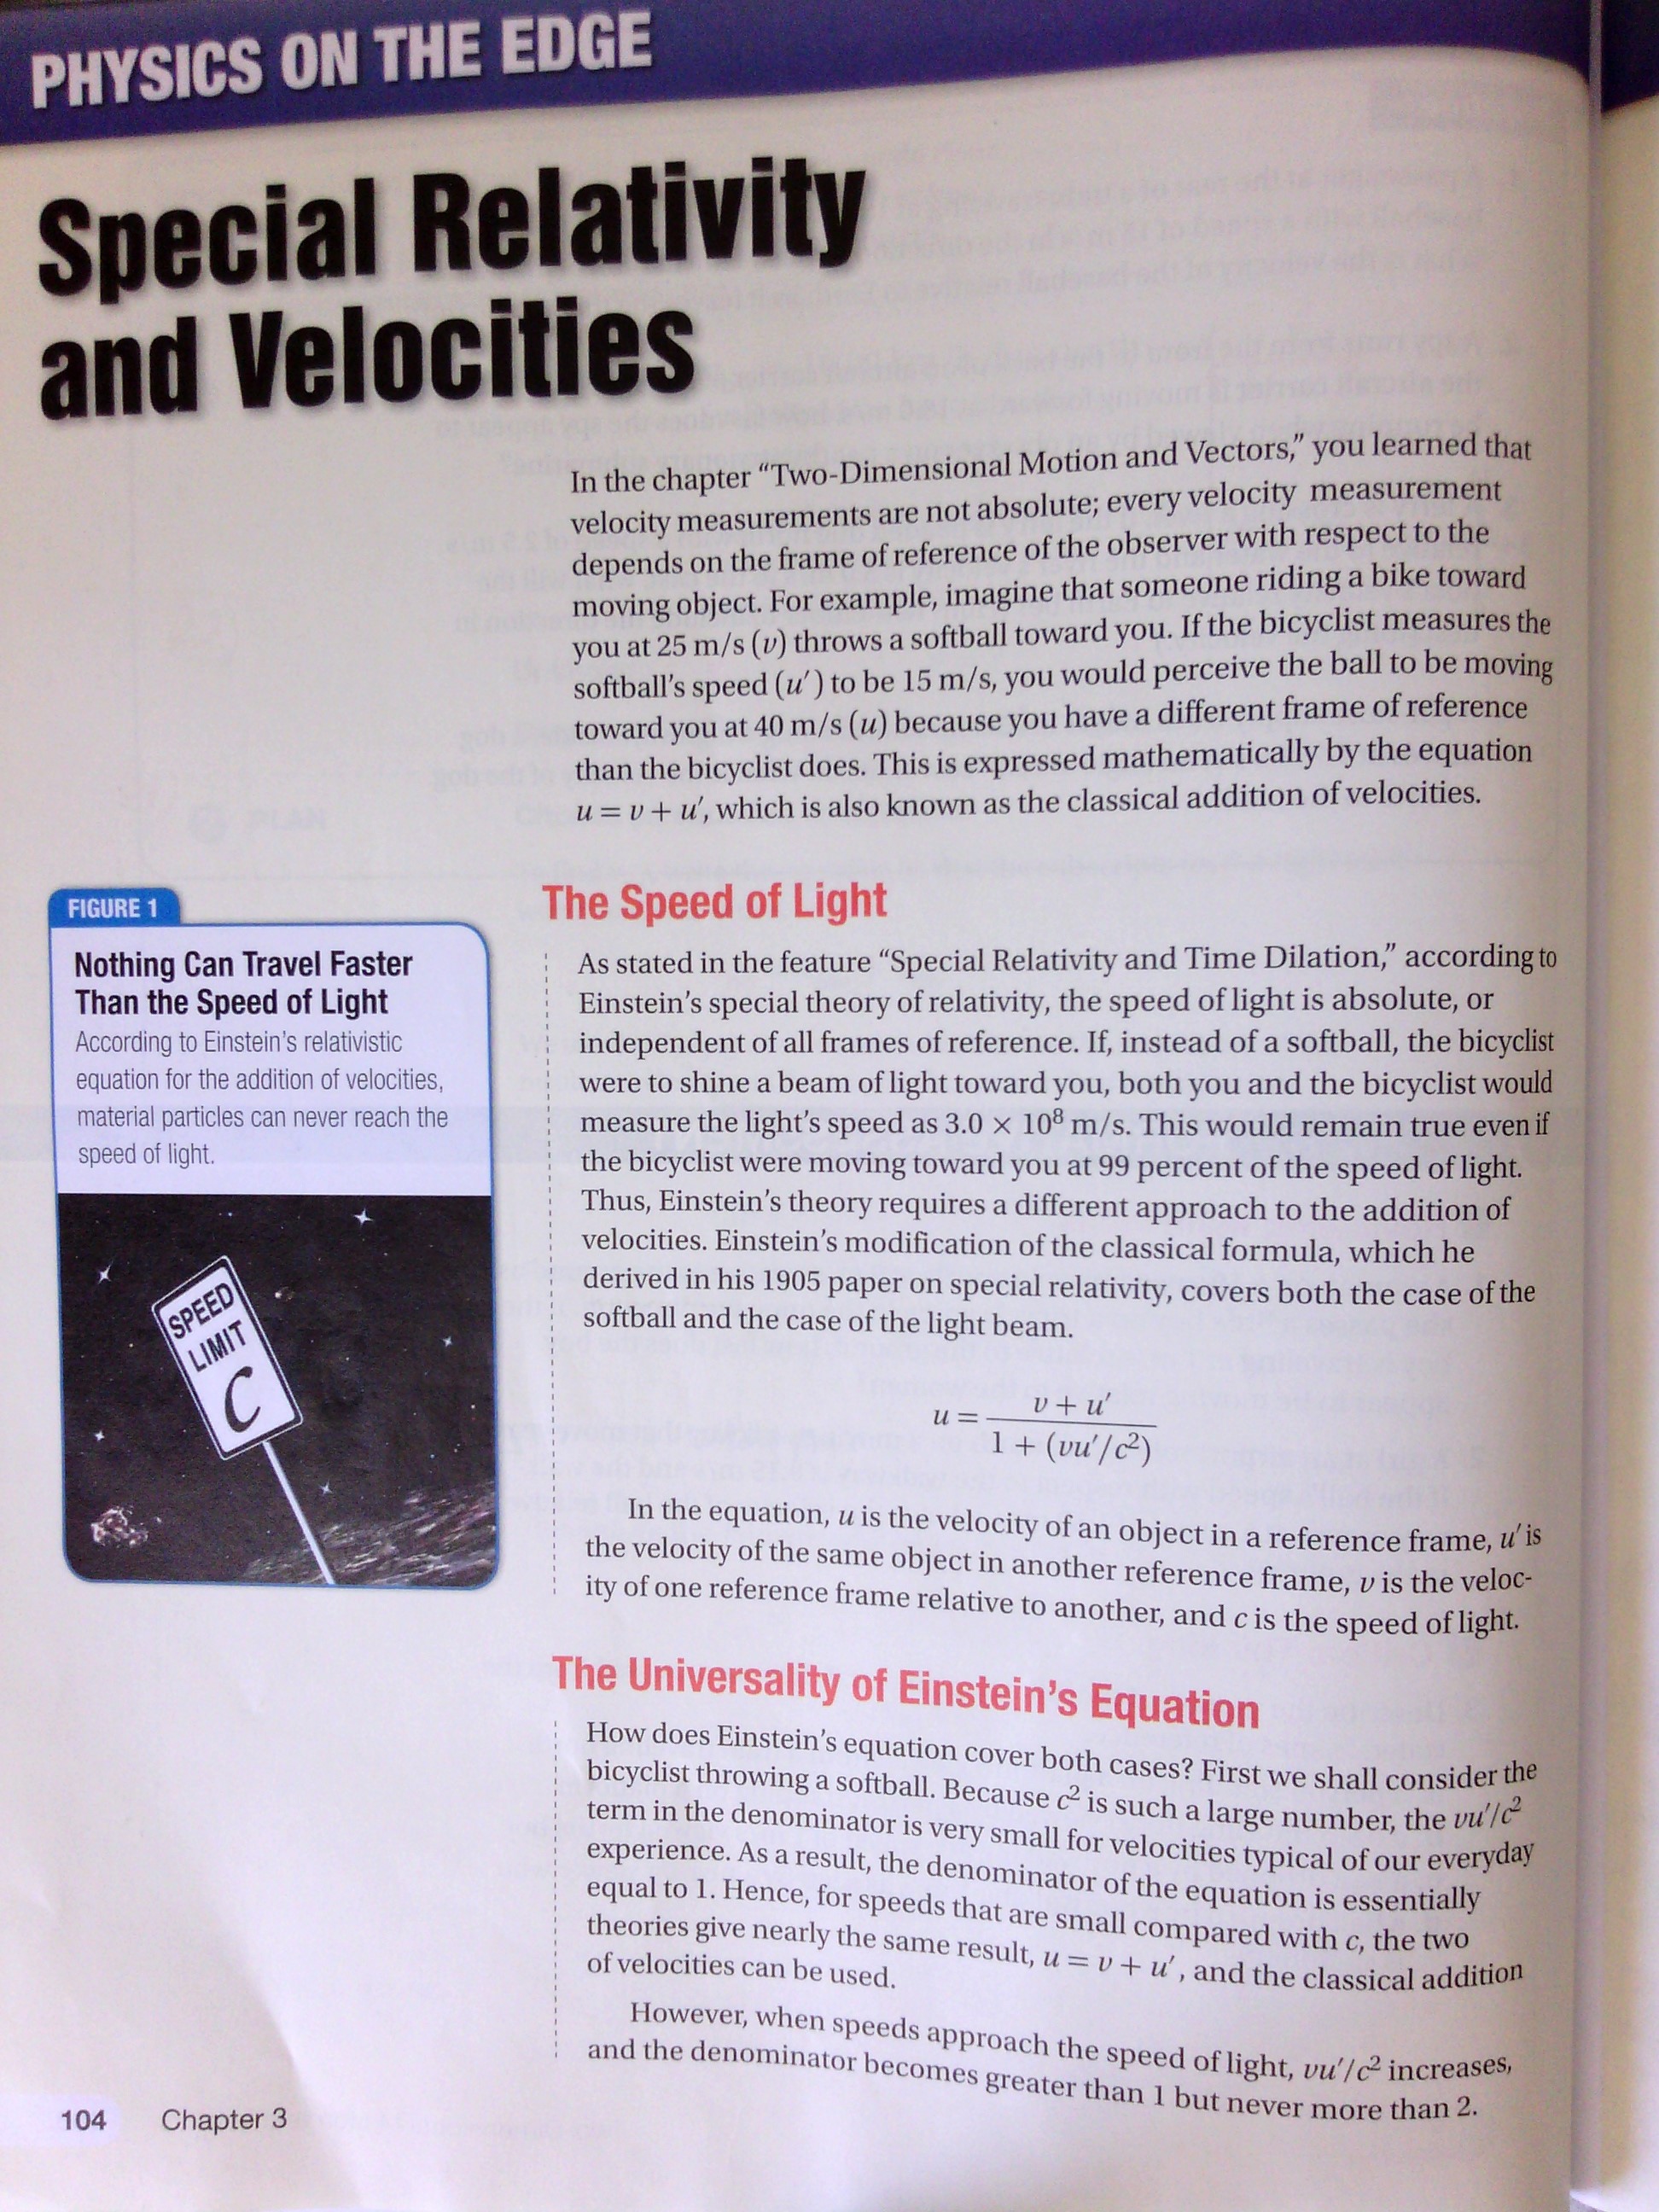 PHYSICS ON THE EDGE
Special Relativity
and Velocities
In the chapter “Two-Dimensional Motion and Vectors,” you learned that
velocity measurements are not absolute; every velocity measurement
depends on the frame of reference of the observer with respect to the
moving object. For example, imagine that someone riding a bike toward
you at 25 m/s (v) throws a softball toward you. If the bicyclist measures the
softball’s speed (u′) to be 15 m/s, you would perceive the ball to be moving
toward you at 40 m/s (u) because you have a different frame of reference
than the bicyclist does. This is expressed mathematically by the equation
u = v + u′, which is also known as the classical addition of velocities.
FIGURE 1
Nothing Can Travel Faster
Than the Speed of Light
According to Einstein’s relativistic
equation for the addition of velocities,
material particles can never reach the
speed of light.
SPEED
LIMIT
C
The Speed of Light
As stated in the feature “Special Relativity and Time Dilation,” according to
Einstein’s special theory of relativity, the speed of light is absolute, or
independent of all frames of reference. If, instead of a softball, the bicyclist
were to shine a beam of light toward you, both you and the bicyclist would
measure the light’s speed as 3.0 × 10⁸ m/s. This would remain true even if
the bicyclist were moving toward you at 99 percent of the speed of light.
Thus, Einstein’s theory requires a different approach to the addition of
velocities. Einstein’s modification of the classical formula, which he
derived in his 1905 paper on special relativity, covers both the case of the
softball and the case of the light beam.
u = (v + u′) / (1 + (vu′/c²))
In the equation, u is the velocity of an object in a reference frame, u′ is
the velocity of the same object in another reference frame, v is the veloc-
ity of one reference frame relative to another, and c is the speed of light.
The Universality of Einstein’s Equation
How does Einstein’s equation cover both cases? First we shall consider the
bicyclist throwing a softball. Because c² is such a large number, the vu′/c²
term in the denominator is very small for velocities typical of our everyday
experience. As a result, the denominator of the equation is essentially
equal to 1. Hence, for speeds that are small compared with c, the two
theories give nearly the same result, u = v + u′, and the classical addition
of velocities can be used.
However, when speeds approach the speed of light, vu′/c² increases,
and the denominator becomes greater than 1 but never more than 2.
104 Chapter 3